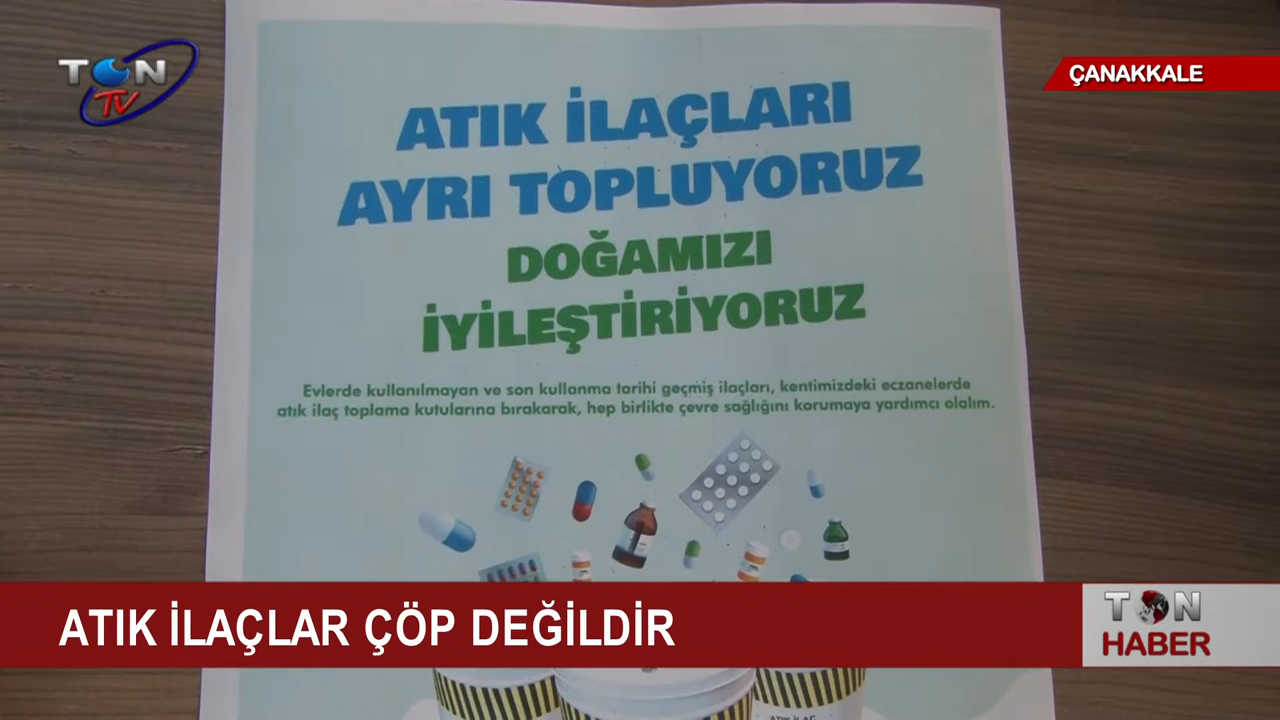 TON
TV
ÇANAKKALE
ATIK İLAÇLARI
AYRI TOPLUYORUZ
DOĞAMIZI
İYİLEŞTİRİYORUZ
Evlerde kullanılmayan ve son kullanma tarihi geçmiş ilaçları, kentimizdeki eczanelerde
atık ilaç toplama kutularına bırakarak, hep birlikte çevre sağlığını korumaya yardımcı olalım.
ATIK İLAÇLAR ÇÖP DEĞİLDİR
TON
HABER
ATIK İLAÇ